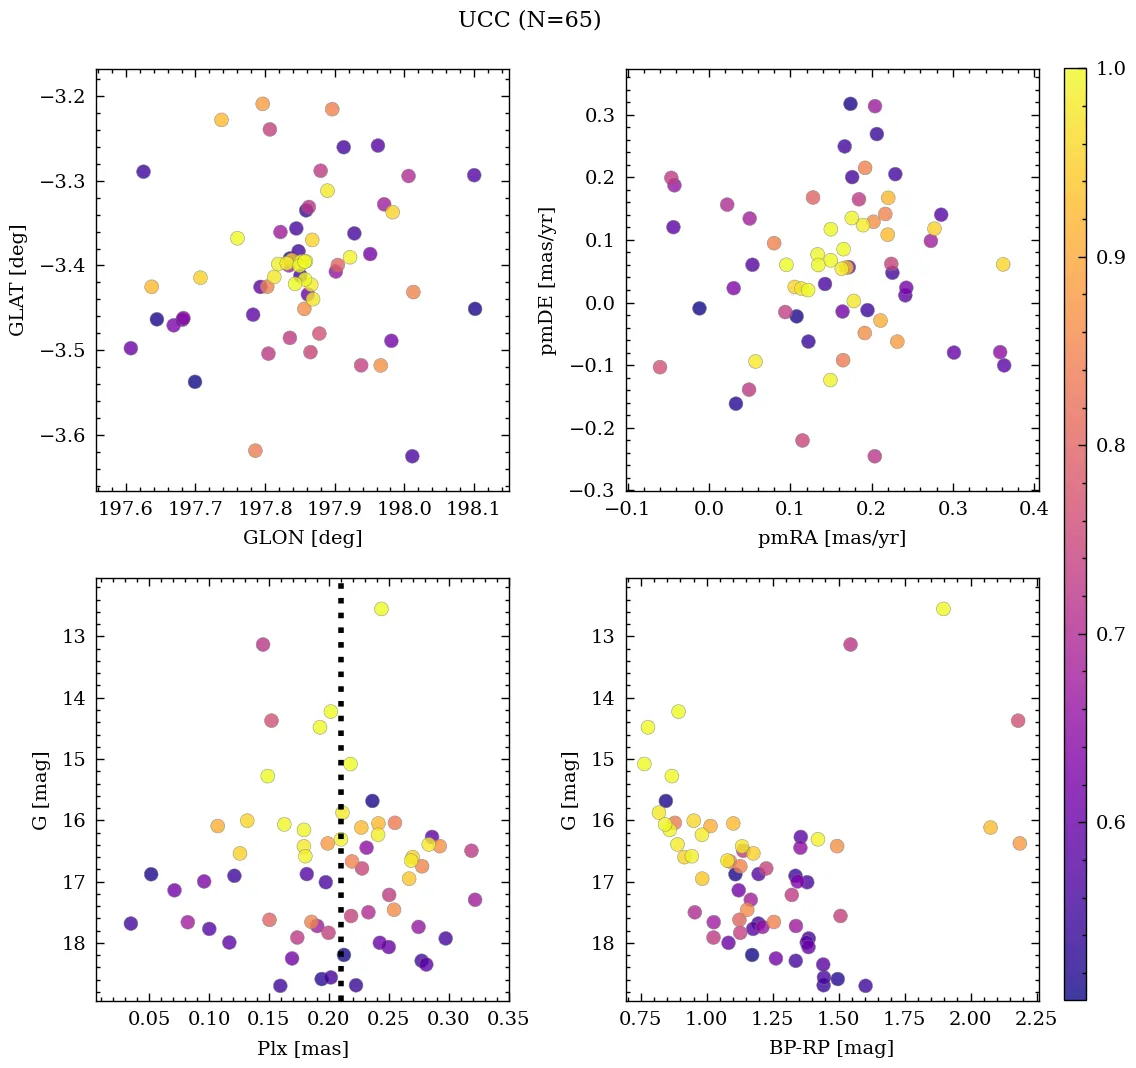 UCC (N=65)
−3.2
−3.3
−3.4
−3.5
−3.6
GLAT [deg]
197.6 197.7 197.8 197.9 198.0 198.1
GLON [deg]
0.3
0.2
0.1
0.0
−0.1
−0.2
−0.3
pmDE [mas/yr]
−0.1 0.0 0.1 0.2 0.3 0.4
pmRA [mas/yr]
1.0
0.9
0.8
0.7
0.6
13
14
15
16
17
18
G [mag]
0.05 0.10 0.15 0.20 0.25 0.30 0.35
Plx [mas]
13
14
15
16
17
18
G [mag]
0.75 1.00 1.25 1.50 1.75 2.00 2.25
BP-RP [mag]